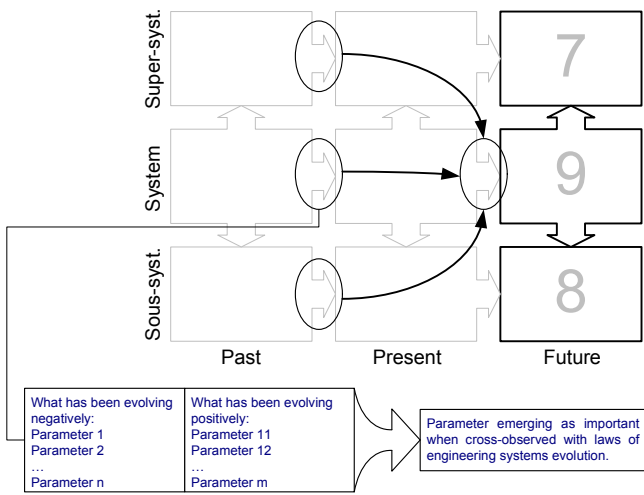 Super-syst.
7
System
9
Sous-syst.
8
Past
Present
Future
What has been evolving
negatively:
Parameter 1
Parameter 2
...
Parameter n
What has been evolving
positively:
Parameter 11
Parameter 12
...
Parameter m
Parameter emerging as important
when cross-observed with laws of
engineering systems evolution.